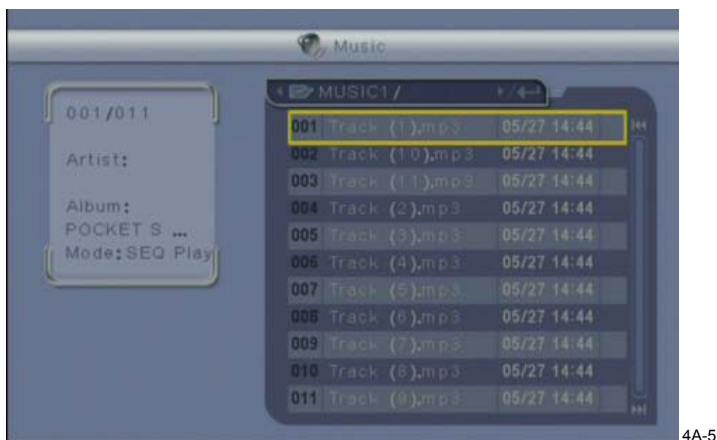 Music
001/011
Artist:
Album:
POCKET S ...
Mode:SEQ Play
MUSIC1/
001 Track (1).mp3 05/27 14:44
002 Track (10).mp3 05/27 14:44
003 Track (11).mp3 05/27 14:44
004 Track (2).mp3 05/27 14:44
005 Track (3).mp3 05/27 14:44
006 Track (4).mp3 05/27 14:44
007 Track (5).mp3 05/27 14:44
008 Track (6).mp3 05/27 14:44
009 Track (7).mp3 05/27 14:44
010 Track (8).mp3 05/27 14:44
011 Track (9).mp3 05/27 14:44
4A-5